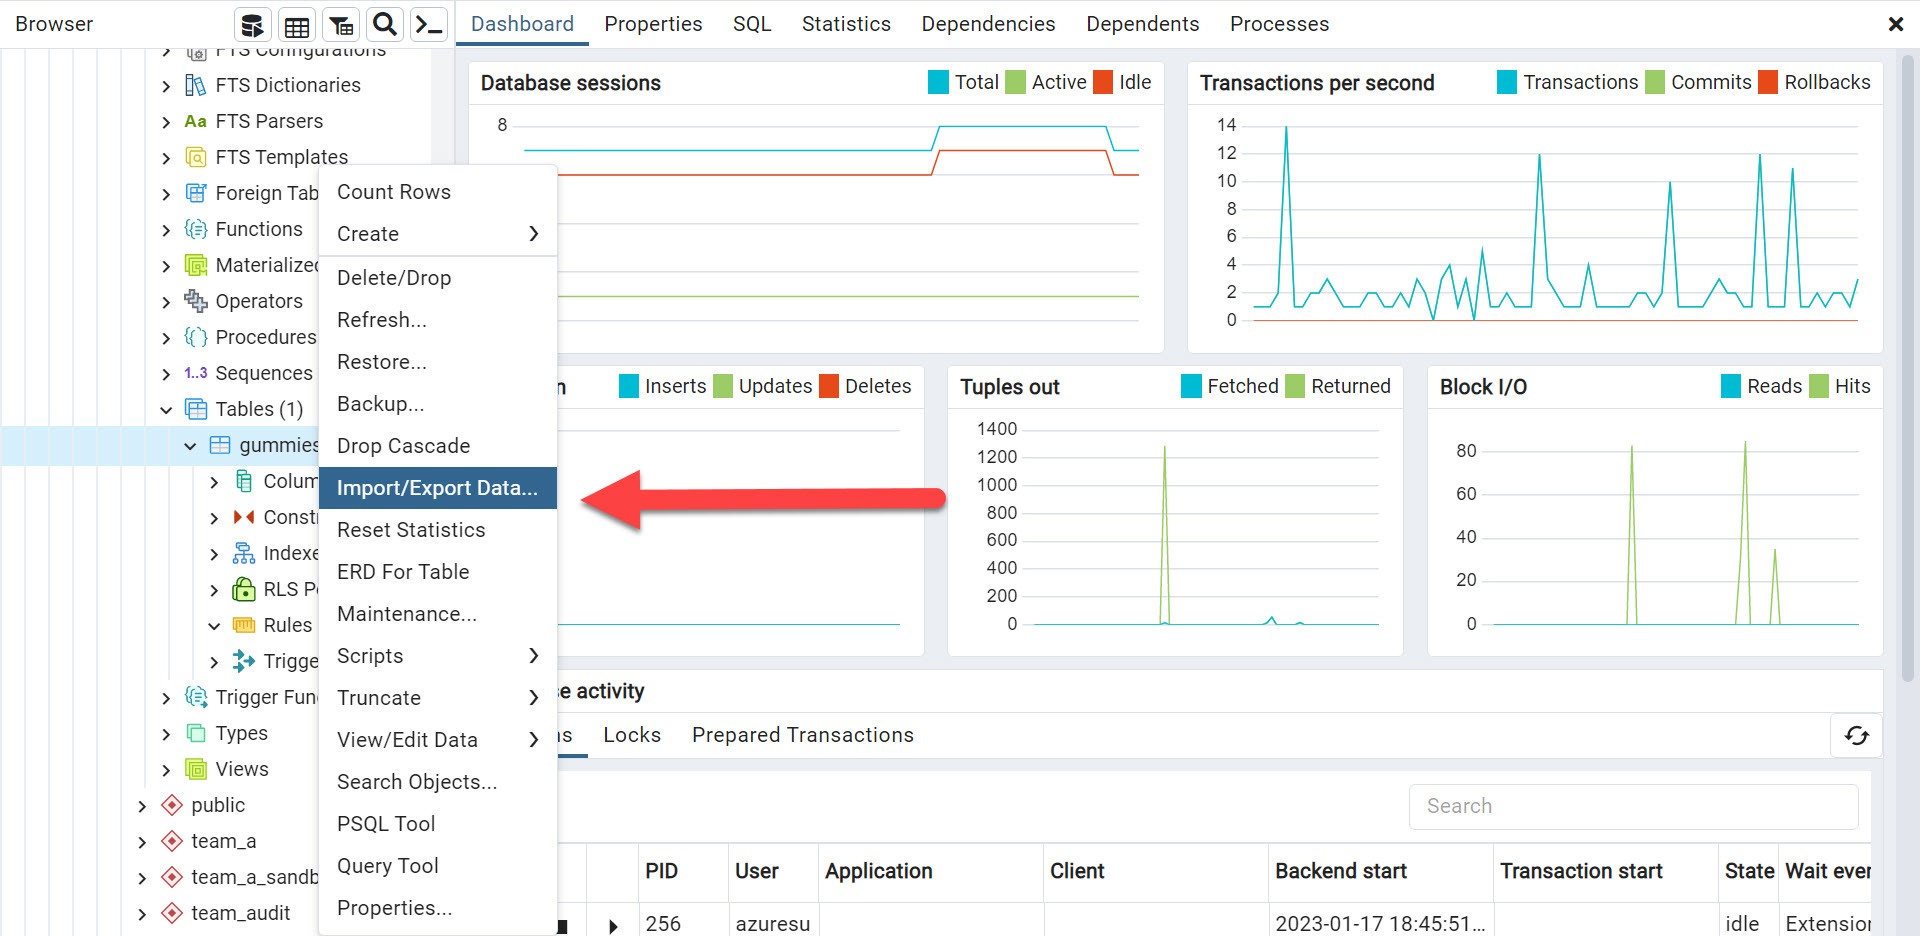 Browser
Dashboard Properties SQL Statistics Dependencies Dependents Processes
FTS Configurations
FTS Dictionaries
Aa FTS Parsers
FTS Templates
Foreign Tab
Functions
Materialized
Operators
Procedures
1..3 Sequences
Tables (1)
gummies
Colum
Constr
Indexe
RLS Po
Rules
Trigge
Trigger Fun
Types
Views
public
team_a
team_a_sandb
team_audit
Count Rows
Create
Delete/Drop
Refresh...
Restore...
Backup...
Drop Cascade
Import/Export Data...
Reset Statistics
ERD For Table
Maintenance...
Scripts
Truncate
View/Edit Data
Search Objects...
PSQL Tool
Query Tool
Properties...
Database sessions Total Active Idle
8
Transactions per second Transactions Commits Rollbacks
14
12
10
8
6
4
2
0
n Inserts Updates Deletes
Tuples out Fetched Returned
1400
1200
1000
800
600
400
200
0
Block I/O Reads Hits
80
60
40
20
0
se activity
ns Locks Prepared Transactions
Search
PID User Application Client Backend start Transaction start State Wait ever
256 azuresu 2023-01-17 18:45:51... idle Extension